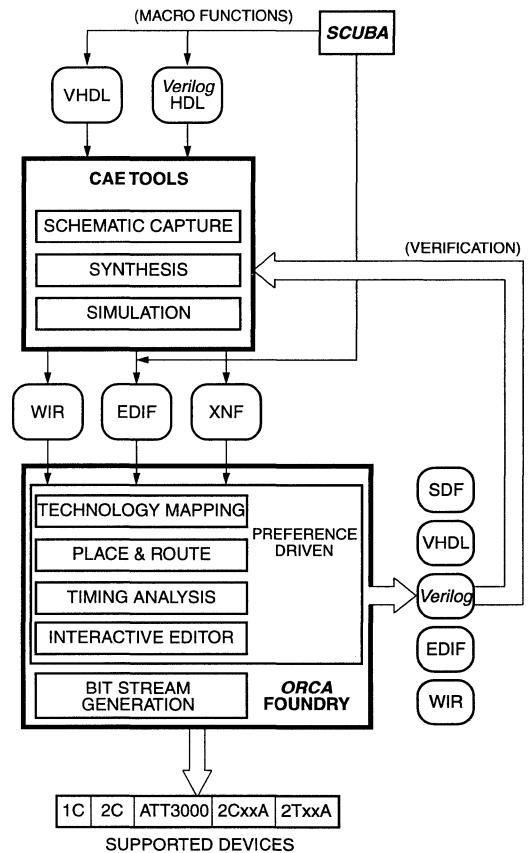 (MACRO FUNCTIONS)
SCUBA
VHDL
Verilog
HDL
CAE TOOLS
SCHEMATIC CAPTURE
SYNTHESIS
SIMULATION
(VERIFICATION)
WIR
EDIF
XNF
TECHNOLOGY MAPPING
PLACE & ROUTE
TIMING ANALYSIS
INTERACTIVE EDITOR
PREFERENCE
DRIVEN
BIT STREAM
GENERATION
ORCA
FOUNDRY
SDF
VHDL
Verilog
EDIF
WIR
1C 2C ATT3000 2CxxA 2TxxA
SUPPORTED DEVICES